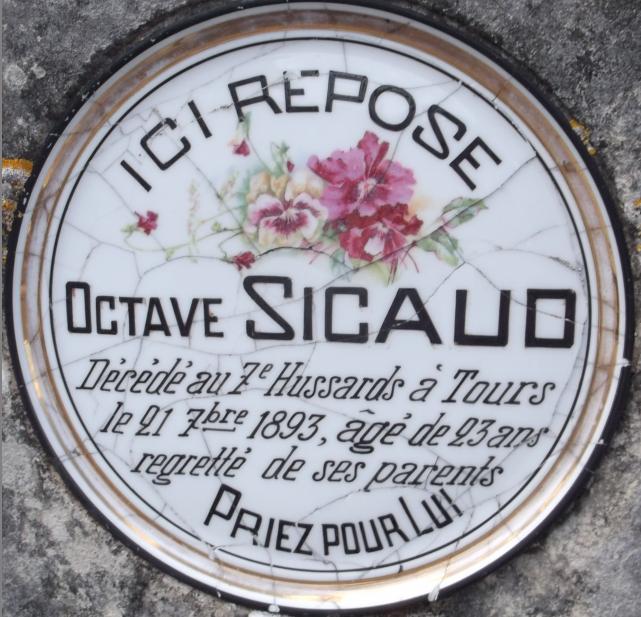 ICI REPOSE
OCTAVE SICAUD
Décédé au 7e Hussards à Tours
le 21 7bre 1893, âgé de 23 ans
regretté de ses parents
PRIEZ POUR LUI